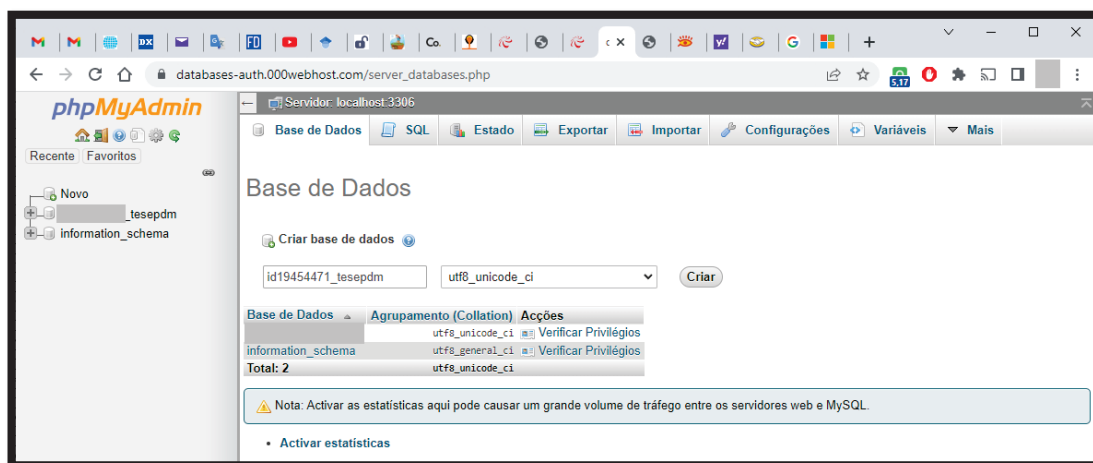 Co.
databases-auth.000webhost.com/server_databases.php
5,17
phpMyAdmin
Recente Favoritos
Novo
_tesepdm
information_schema
Servidor: localhost:3306
Base de Dados SQL Estado Exportar Importar Configurações Variáveis Mais
Base de Dados
Criar base de dados
id19454471_tesepdm utf8_unicode_ci Criar
Base de Dados Agrupamento (Collation) Acções
utf8_unicode_ci Verificar Privilégios
information_schema utf8_general_ci Verificar Privilégios
Total: 2 utf8_unicode_ci
Nota: Activar as estatísticas aqui pode causar um grande volume de tráfego entre os servidores web e MySQL.
Activar estatísticas